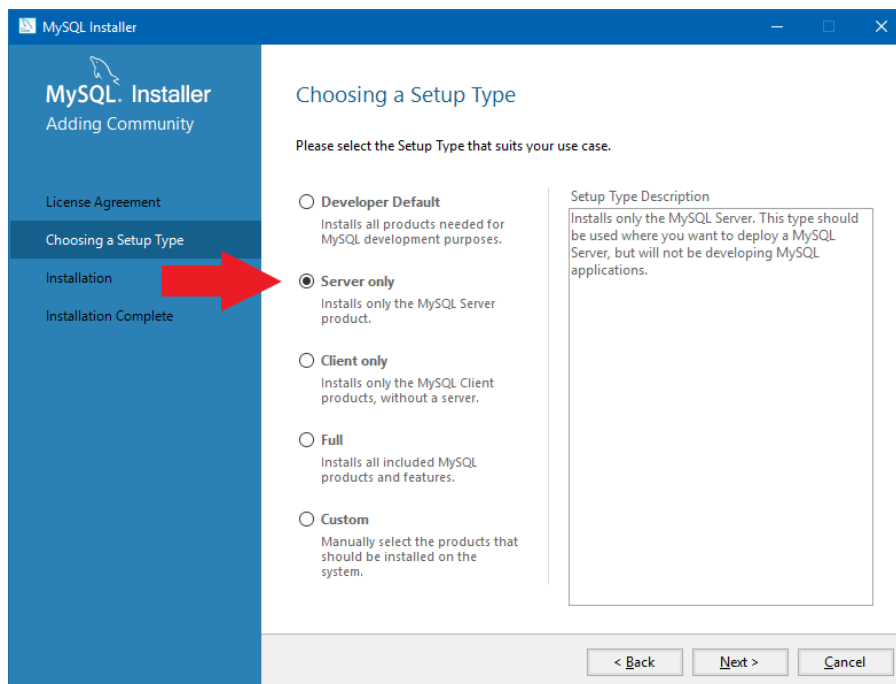 MySQL Installer
MySQL. Installer
Adding Community
License Agreement
Choosing a Setup Type
Installation
Installation Complete
Choosing a Setup Type
Please select the Setup Type that suits your use case.
Developer Default
Installs all products needed for
MySQL development purposes.
Server only
Installs only the MySQL Server
product.
Client only
Installs only the MySQL Client
products, without a server.
Full
Installs all included MySQL
products and features.
Custom
Manually select the products that
should be installed on the
system.
Setup Type Description
Installs only the MySQL Server. This type should
be used where you want to deploy a MySQL
Server, but will not be developing MySQL
applications.
< Back
Next >
Cancel